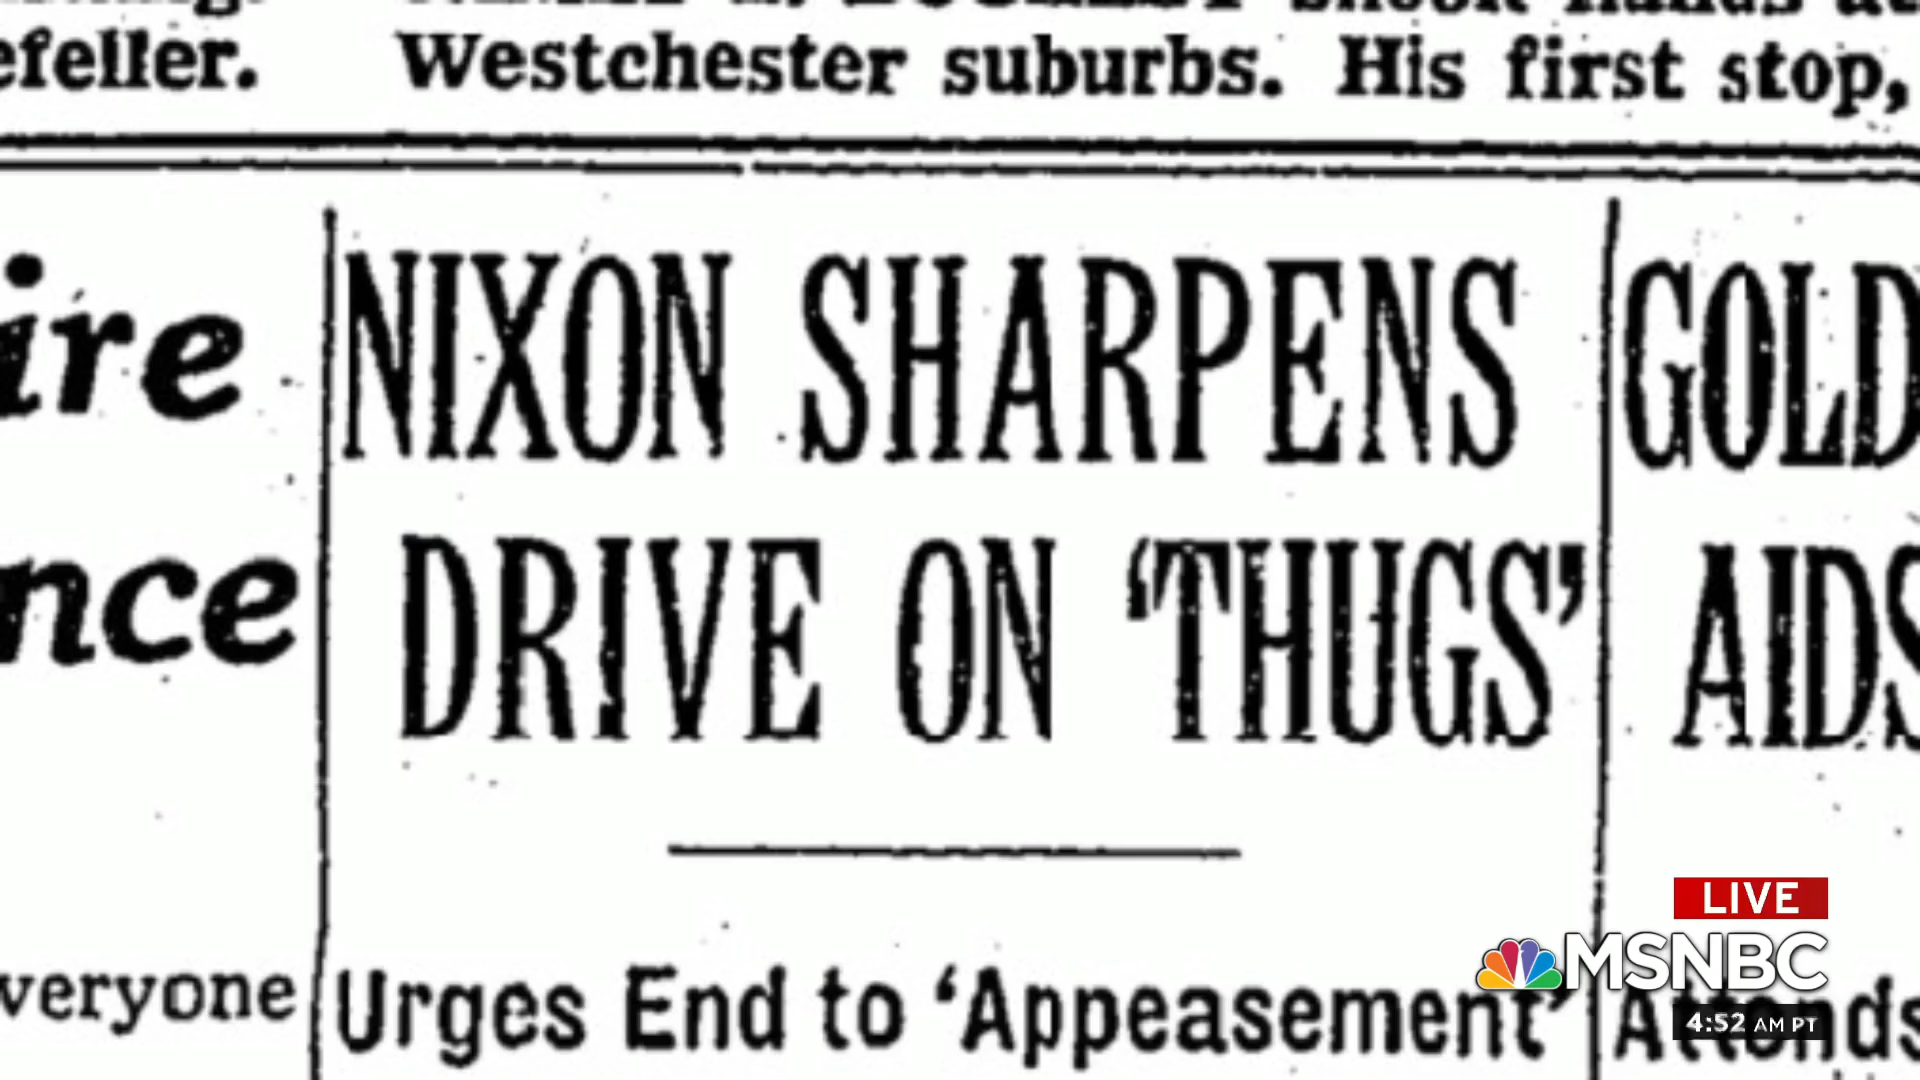 efeller.
Westchester suburbs. His first stop,
ire
nce
veryone
NIXON SHARPENS
DRIVE ON 'THUGS'
Urges End to 'Appeasement'
GOLD
AIDS
LIVE
MSNBC
4:52 AM PT